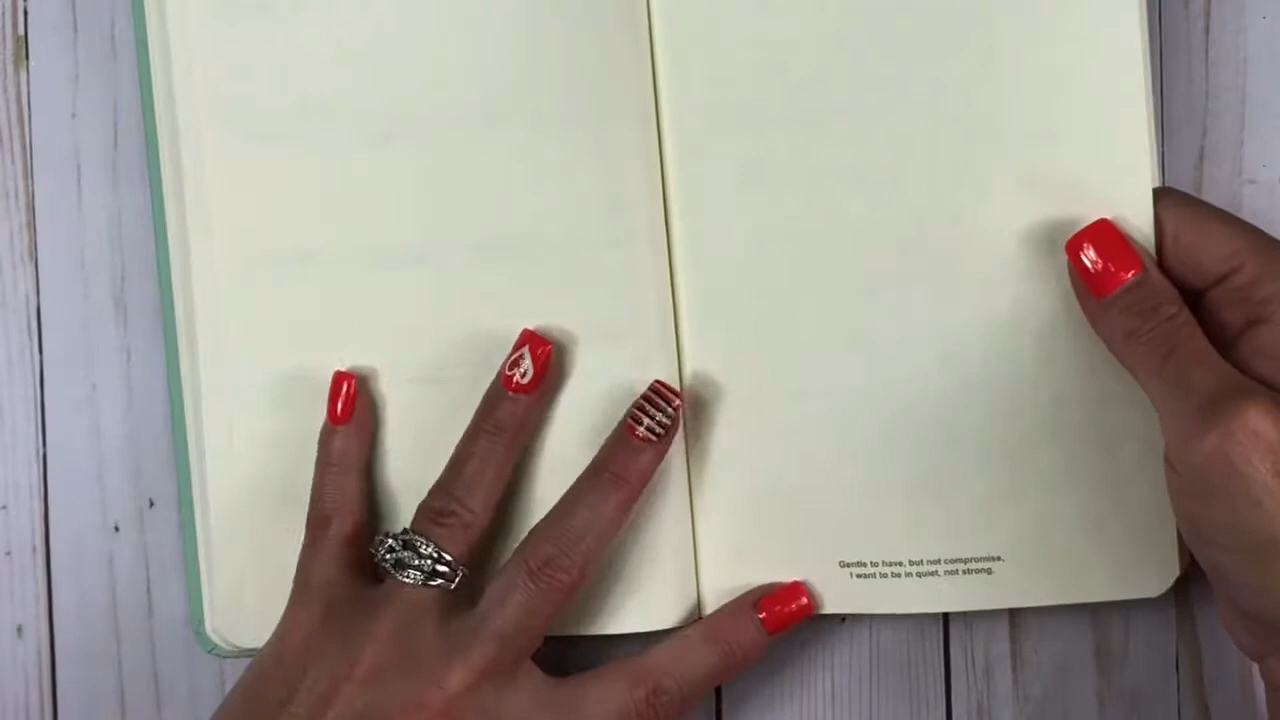 Gentle to have, but not compromise,
I want to be in quiet, not strong.